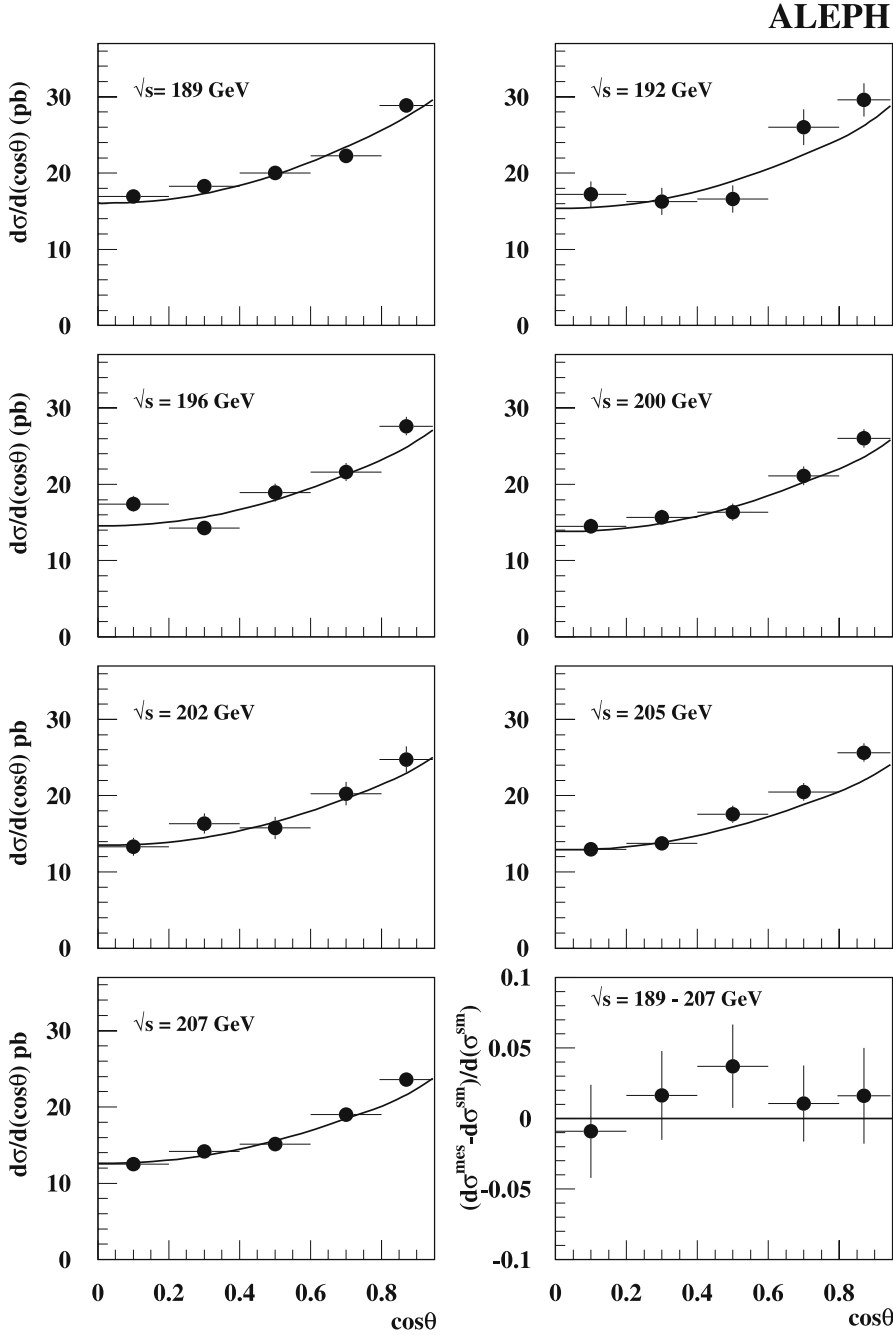 ALEPH
dσ/d(cosθ) (pb)
30
20
10
0
√s= 189 GeV
30
20
10
0
√s = 192 GeV
dσ/d(cosθ) (pb)
30
20
10
0
√s = 196 GeV
30
20
10
0
√s = 200 GeV
dσ/d(cosθ) pb
30
20
10
0
√s = 202 GeV
30
20
10
0
√s = 205 GeV
dσ/d(cosθ) pb
30
20
10
0
√s = 207 GeV
0 0.2 0.4 0.6 0.8
cosθ
(dσ^mes-dσ^sm)/d(σ^sm)
0.1
0.05
0
-0.05
-0.1
√s = 189 - 207 GeV
0 0.2 0.4 0.6 0.8
cosθ